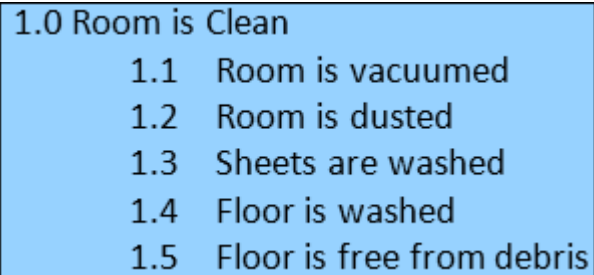 1.0 Room is Clean
1.1 Room is vacuumed
1.2 Room is dusted
1.3 Sheets are washed
1.4 Floor is washed
1.5 Floor is free from debris